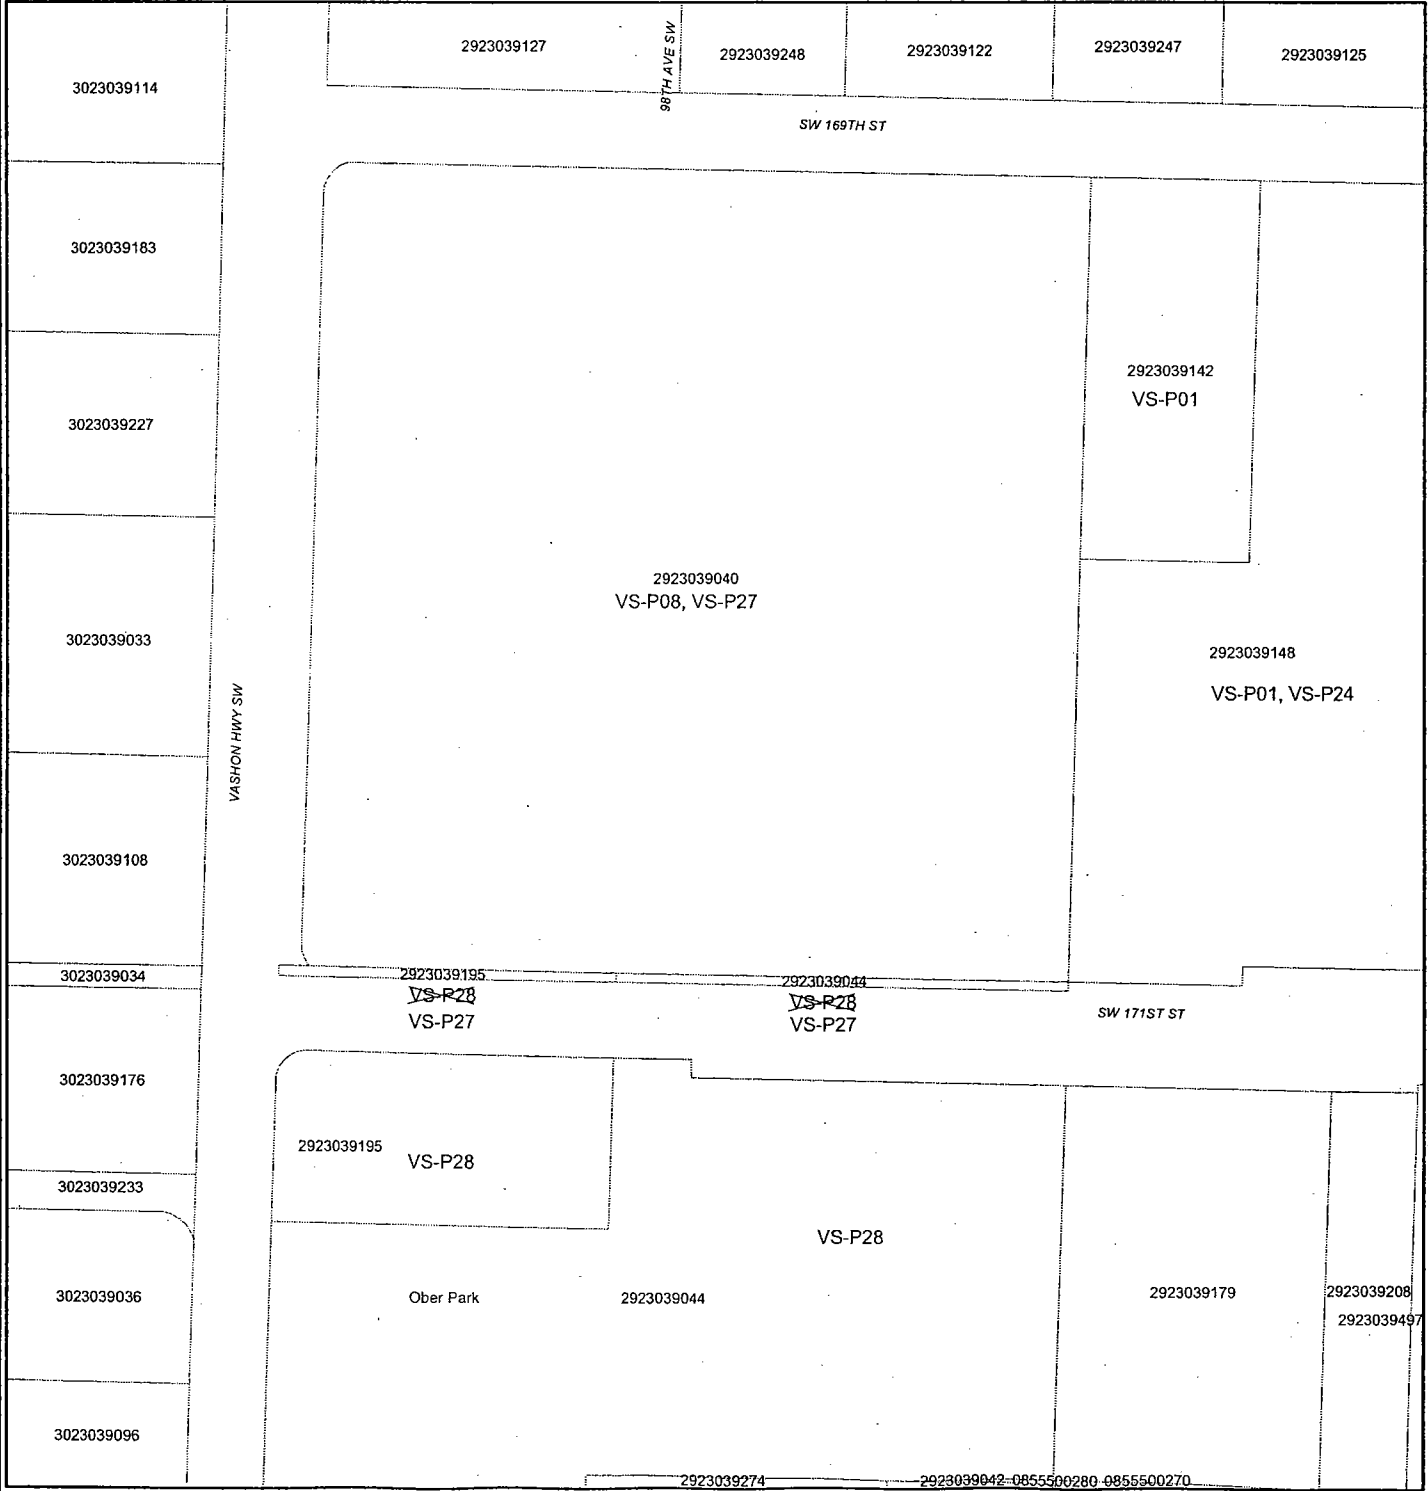 2923039127
98TH AVE SW
2923039248
2923039122
2923039247
2923039125
3023039114
SW 169TH ST
3023039183
2923039142
VS-P01
3023039227
2923039040
VS-P08, VS-P27
3023039033
2923039148
VS-P01, VS-P24
VASHON HWY SW
3023039108
3023039034
2923039195
VS-P28
VS-P27
2923039044
VS-P28
VS-P27
SW 171ST ST
3023039176
2923039195
VS-P28
3023039233
VS-P28
3023039036
Ober Park
2923039044
2923039179
2923039208
2923039497
3023039096
2923039274
2923039042 0855500280 0855500270